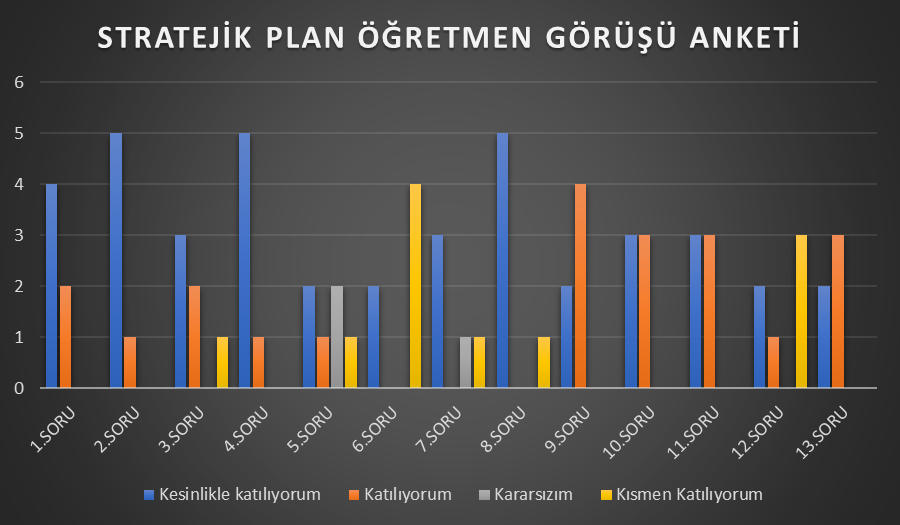 STRATEJİK PLAN ÖĞRETMEN GÖRÜŞÜ ANKETİ
6
5
4
3
2
1
0
1.SORU
2.SORU
3.SORU
4.SORU
5.SORU
6.SORU
7.SORU
8.SORU
9.SORU
10.SORU
11.SORU
12.SORU
13.SORU
Kesinlikle katılıyorum
Katılıyorum
Kararsızım
Kısmen Katılıyorum